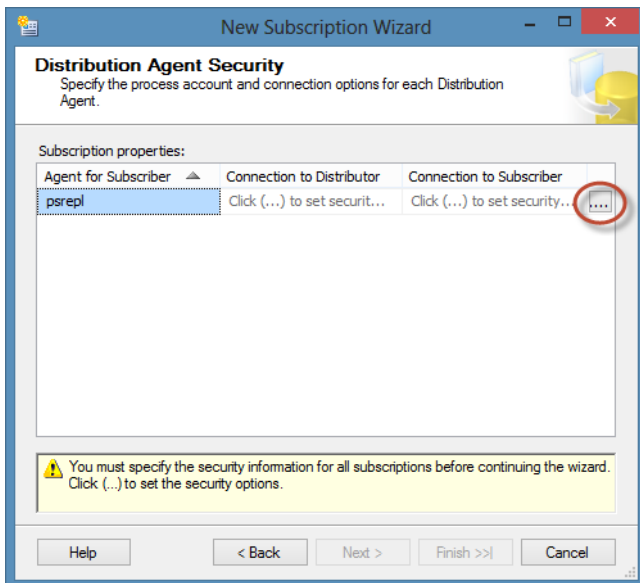 New Subscription Wizard
Distribution Agent Security
Specify the process account and connection options for each Distribution
Agent.
Subscription properties:
Agent for Subscriber Connection to Distributor Connection to Subscriber
psrepl Click (...) to set securit... Click (...) to set security... ....
You must specify the security information for all subscriptions before continuing the wizard.
Click (...) to set the security options.
Help < Back Next > Finish >>| Cancel